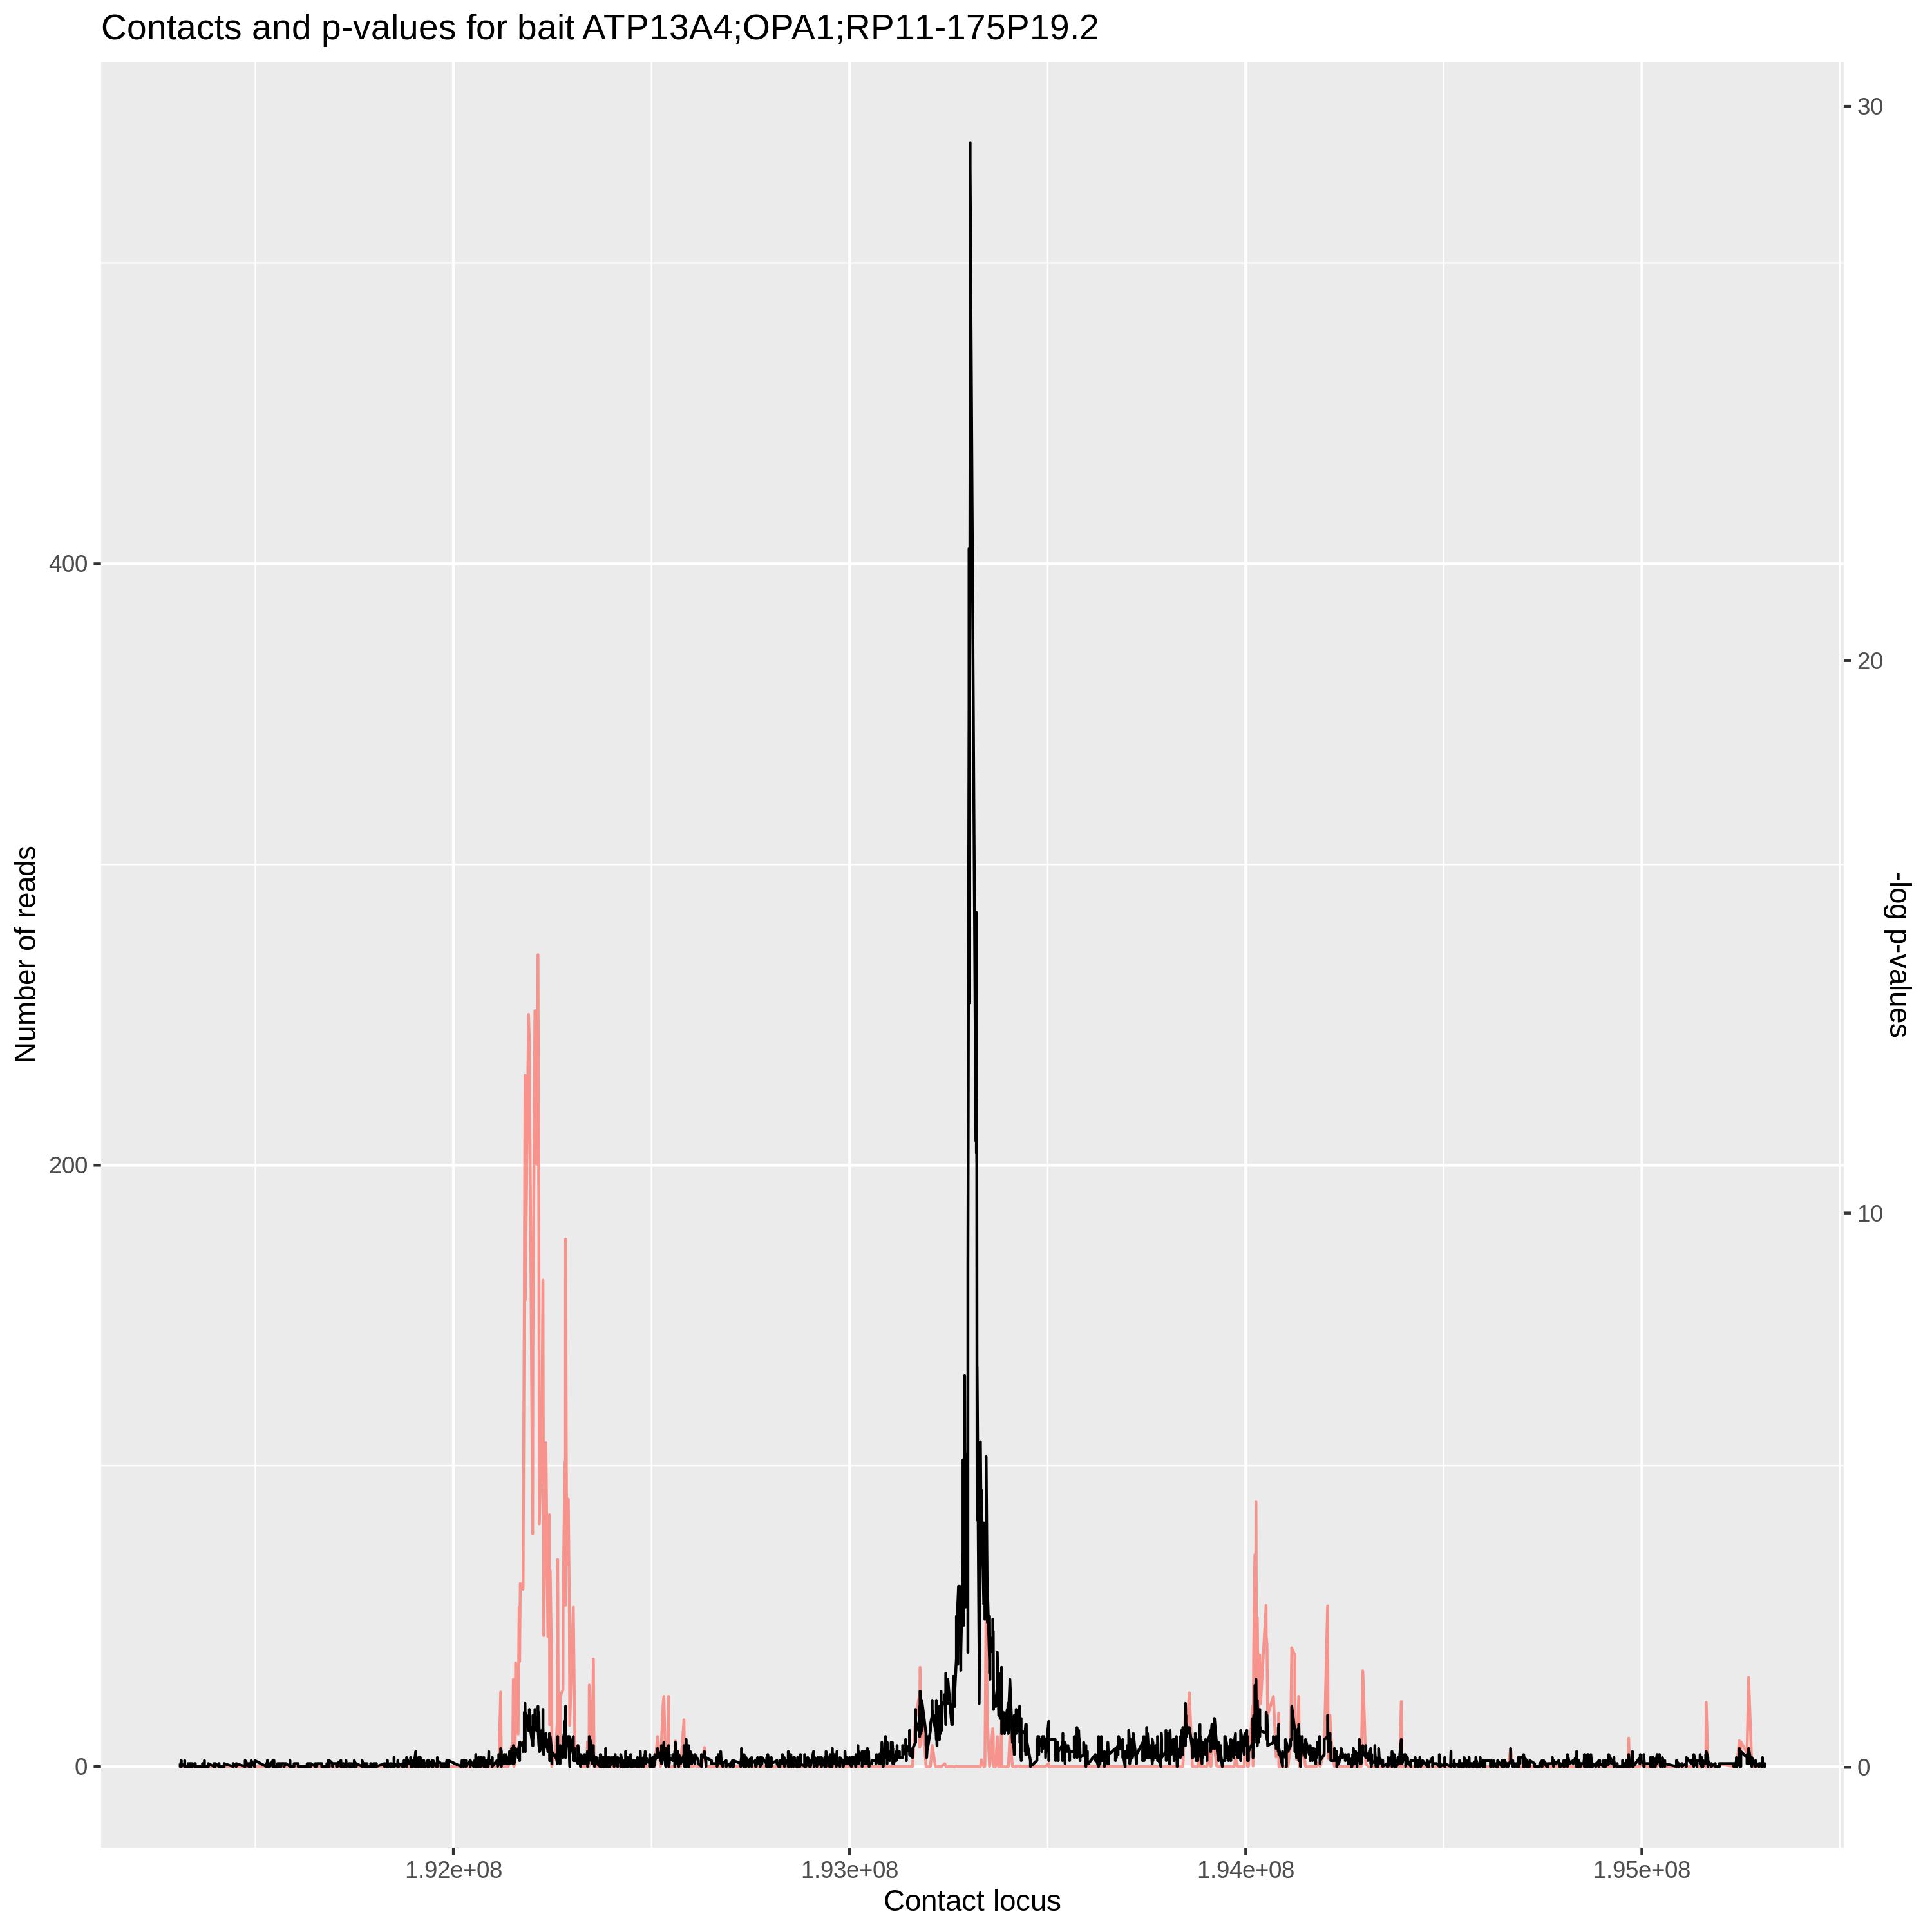 Contacts and p-values for bait ATP13A4;OPA1;RP11-175P19.2
30
400
20
Number of reads
-log p-values
200
10
0
0
1.92e+08
1.93e+08
1.94e+08
1.95e+08
Contact locus